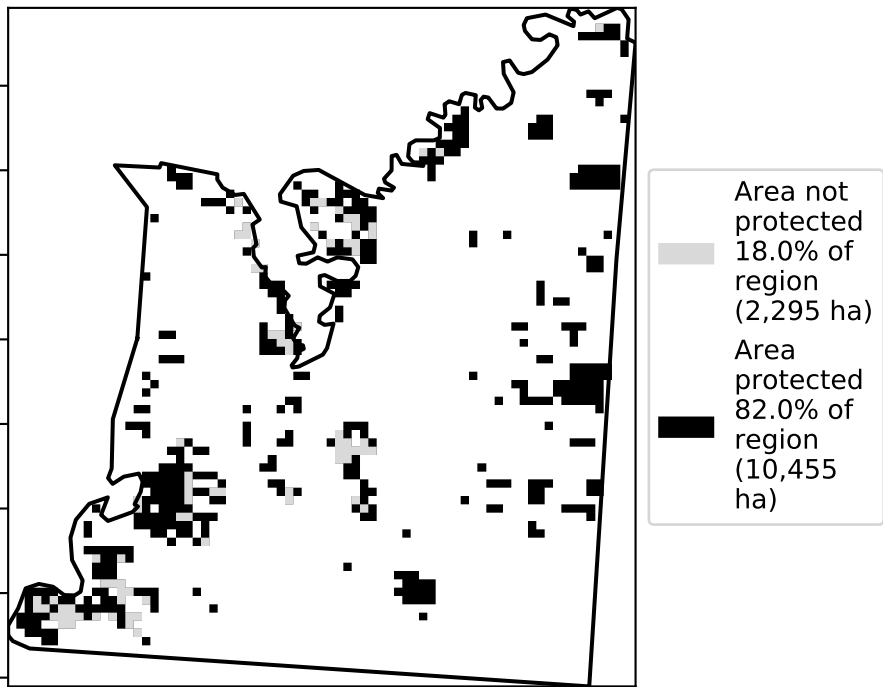 Area not
protected
18.0% of
region
(2,295 ha)
Area
protected
82.0% of
region
(10,455
ha)